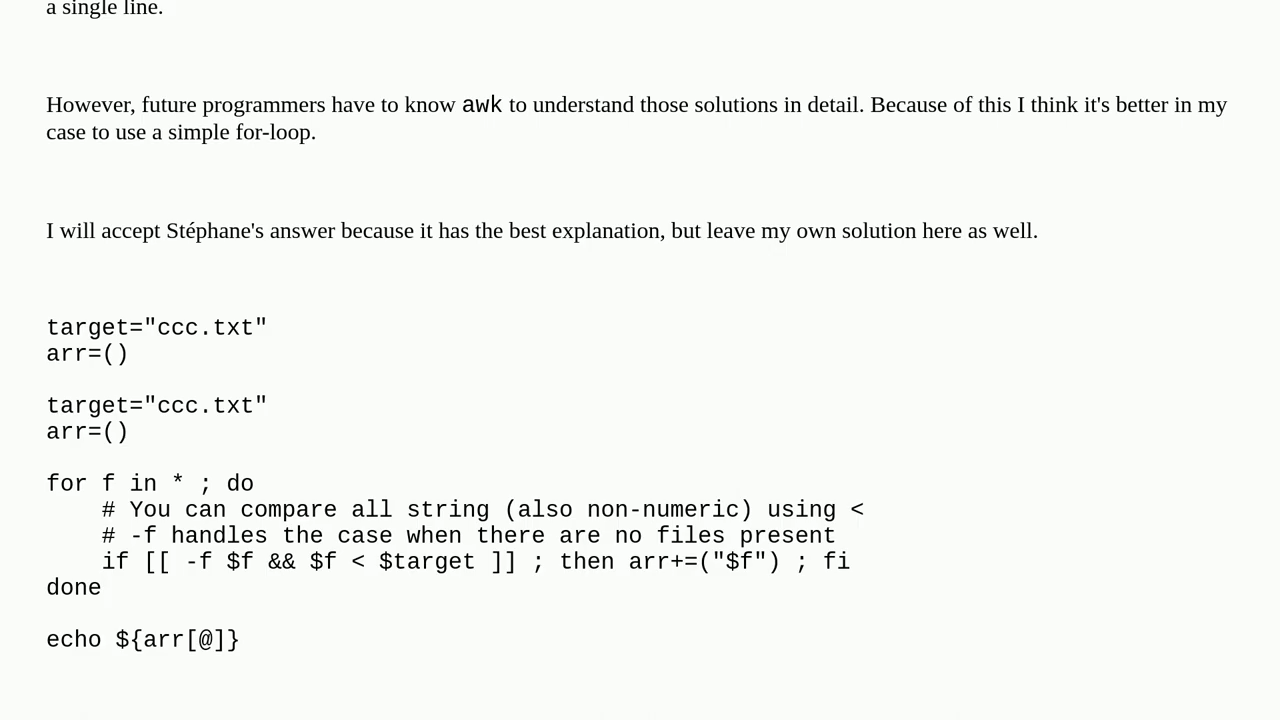 a single line.
However, future programmers have to know awk to understand those solutions in detail. Because of this I think it's better in my
case to use a simple for-loop.
I will accept Stéphane's answer because it has the best explanation, but leave my own solution here as well.
target="ccc.txt"
arr=()
target="ccc.txt"
arr=()
for f in * ; do
    # You can compare all string (also non-numeric) using <
    # -f handles the case when there are no files present
    if [[ -f $f && $f < $target ]] ; then arr+=("$f") ; fi
done
echo ${arr[@]}